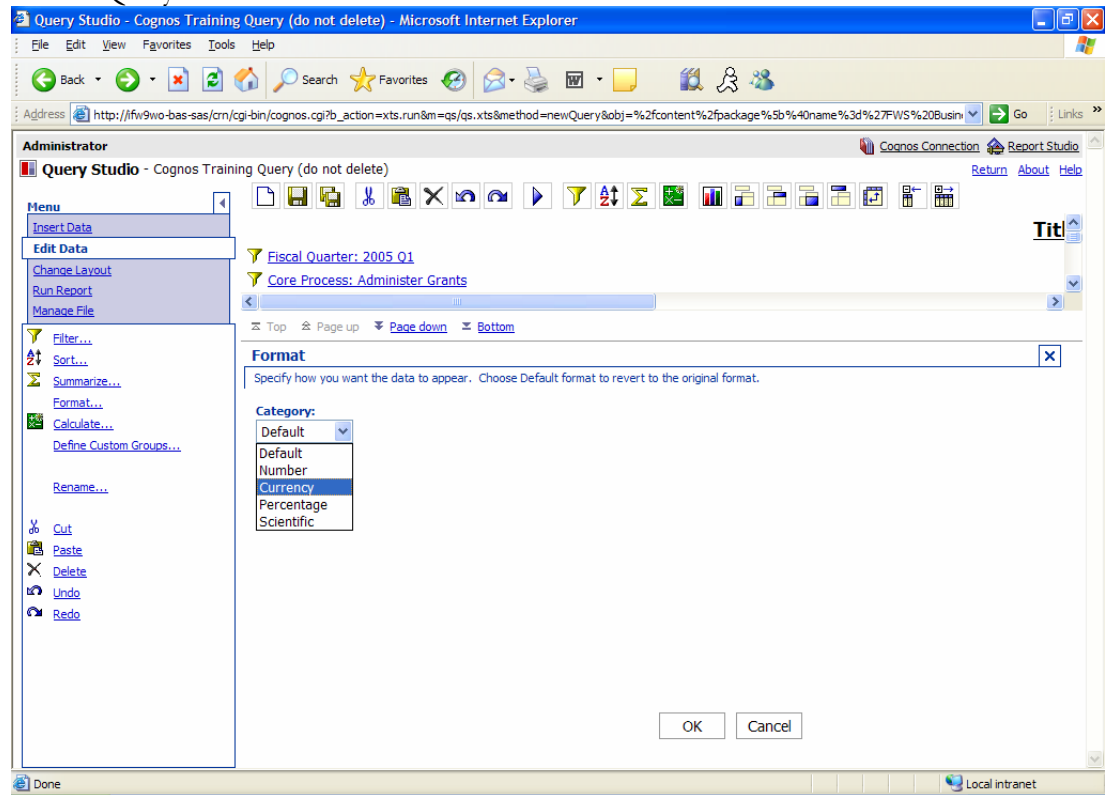 Query Studio - Cognos Training Query (do not delete) - Microsoft Internet Explorer
File Edit View Favorites Tools Help
Back Search Favorites
Address http://ifw9wo-bas-sas/crn/cgi-bin/cognos.cgi?b_action=xts.run&m=qs/qs.xts&method=newQuery&obj=%2fcontent%2fpackage%5b%40name%3d%27FWS%20Busin Go Links »
Administrator Cognos Connection Report Studio
Query Studio - Cognos Training Query (do not delete) Return About Help
Menu
Insert Data
Titl
Edit Data
Fiscal Quarter: 2005 Q1
Change Layout
Core Process: Administer Grants
Run Report
Manage File
Top Page up Page down Bottom
Filter...
Sort...
Summarize...
Format...
Calculate...
Define Custom Groups...
Rename...
Cut
Paste
Delete
Undo
Redo
Format
Specify how you want the data to appear. Choose Default format to revert to the original format.
Category:
Default
Default
Number
Currency
Percentage
Scientific
OK Cancel
Done Local intranet